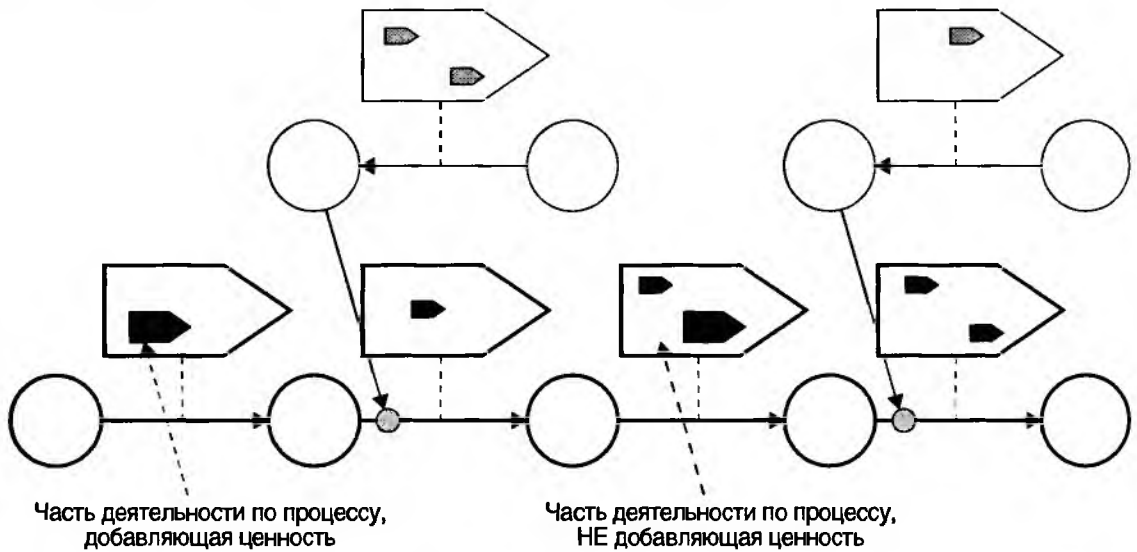 Часть деятельности по процессу,
добавляющая ценность
Часть деятельности по процессу,
НЕ добавляющая ценность